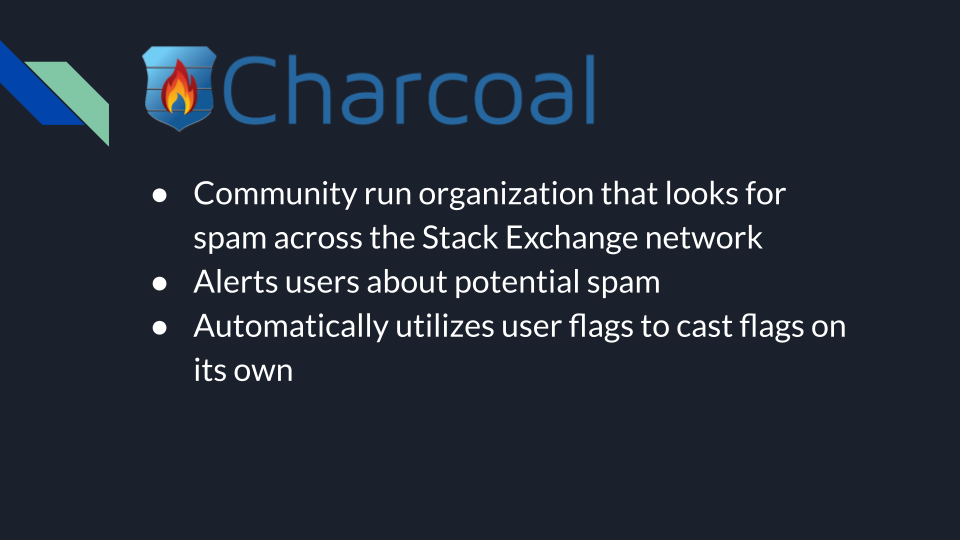 Charcoal
● Community run organization that looks for
spam across the Stack Exchange network
● Alerts users about potential spam
● Automatically utilizes user flags to cast flags on
its own